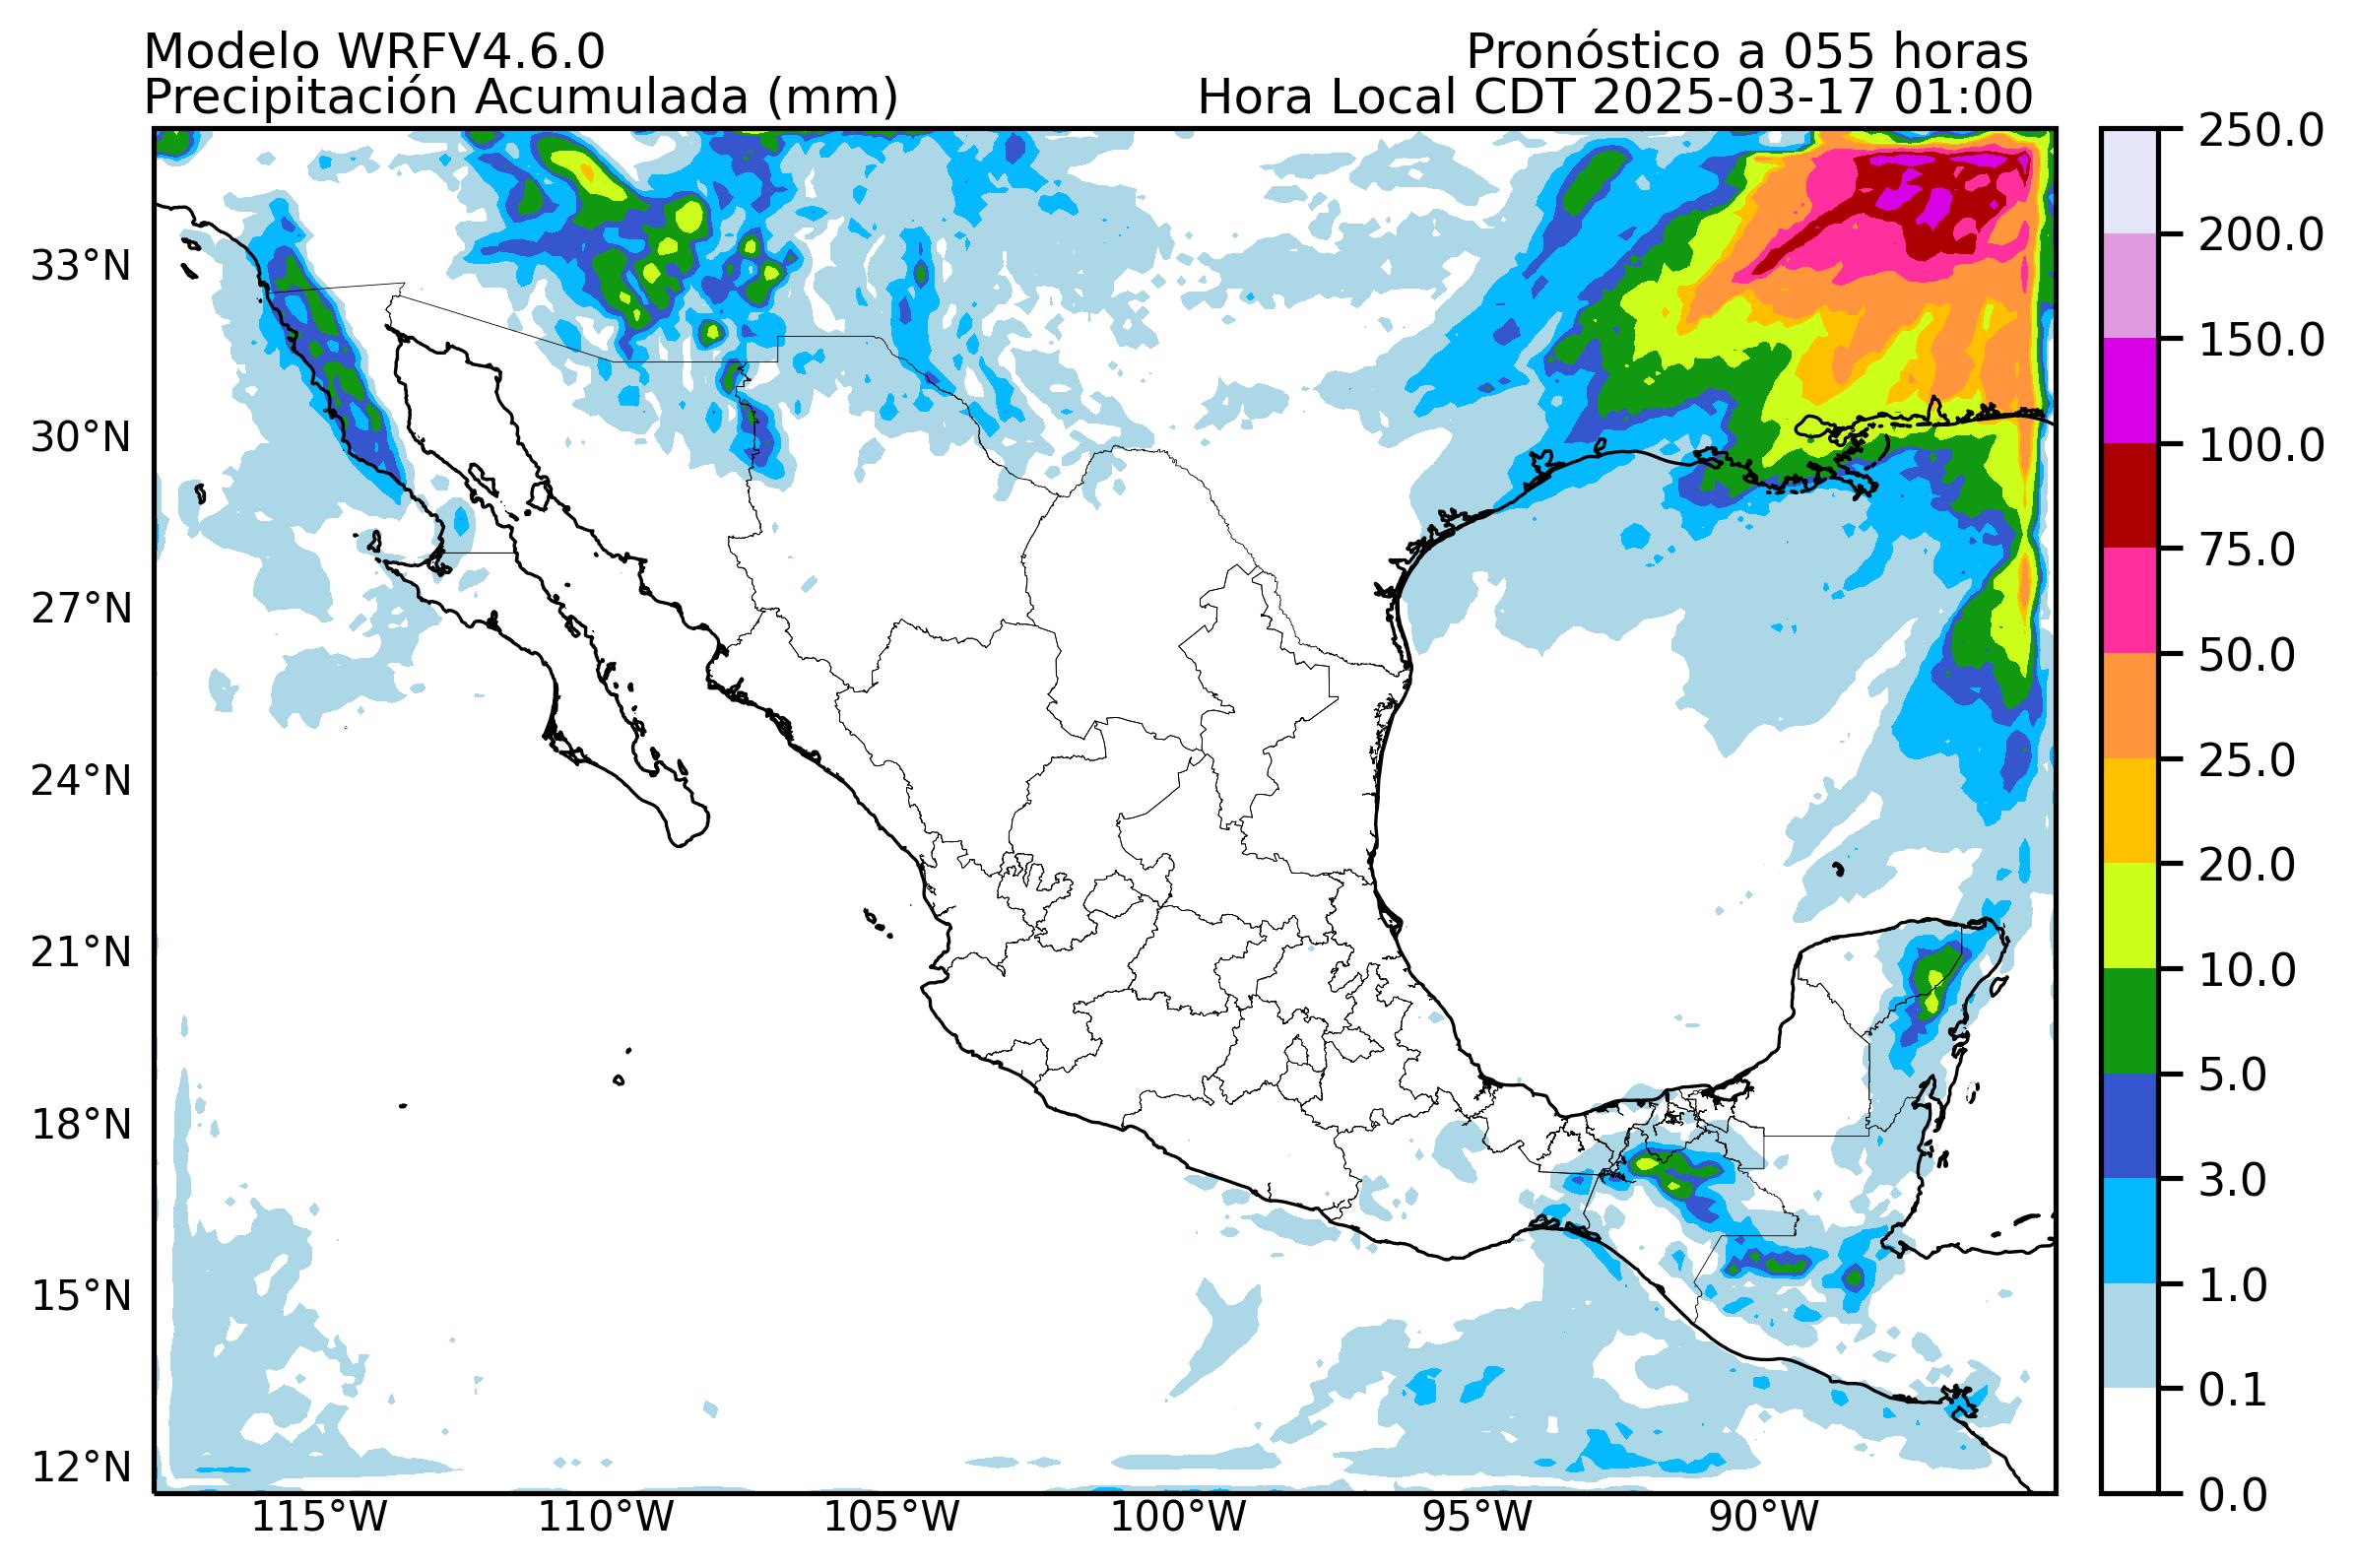 Modelo WRFV4.6.0
Pronóstico a 055 horas
Precipitación Acumulada (mm)
Hora Local CDT 2025-03-17 01:00
33°N
30°N
27°N
24°N
21°N
18°N
15°N
12°N
115°W
110°W
105°W
100°W
95°W
90°W
250.0
200.0
150.0
100.0
75.0
50.0
25.0
20.0
10.0
5.0
3.0
1.0
0.1
0.0